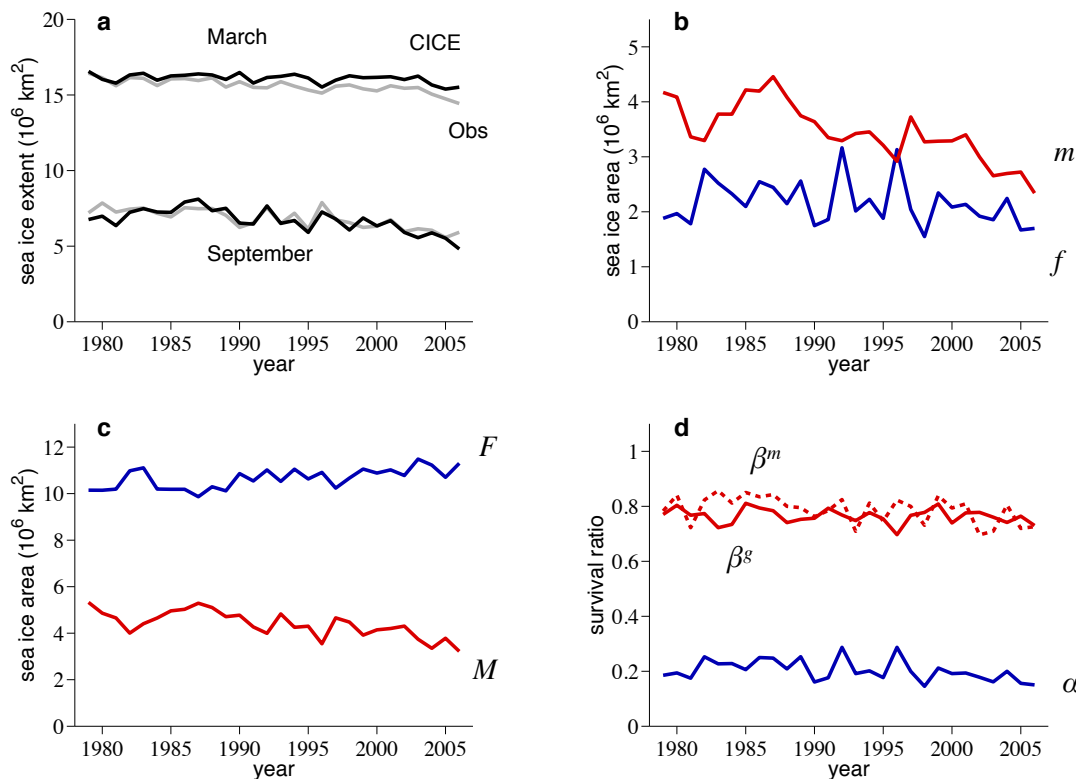 a
March
CICE
Obs
September
sea ice extent (10⁶ km²)
20
15
10
5
0
1980 1985 1990 1995 2000 2005
year
b
m
f
sea ice area (10⁶ km²)
5
4
3
2
1
0
1980 1985 1990 1995 2000 2005
year
c
F
M
sea ice area (10⁶ km²)
12
10
8
6
4
2
0
1980 1985 1990 1995 2000 2005
year
d
βᵐ
βᵍ
α
survival ratio
1
0.8
0.6
0.4
0.2
0
1980 1985 1990 1995 2000 2005
year